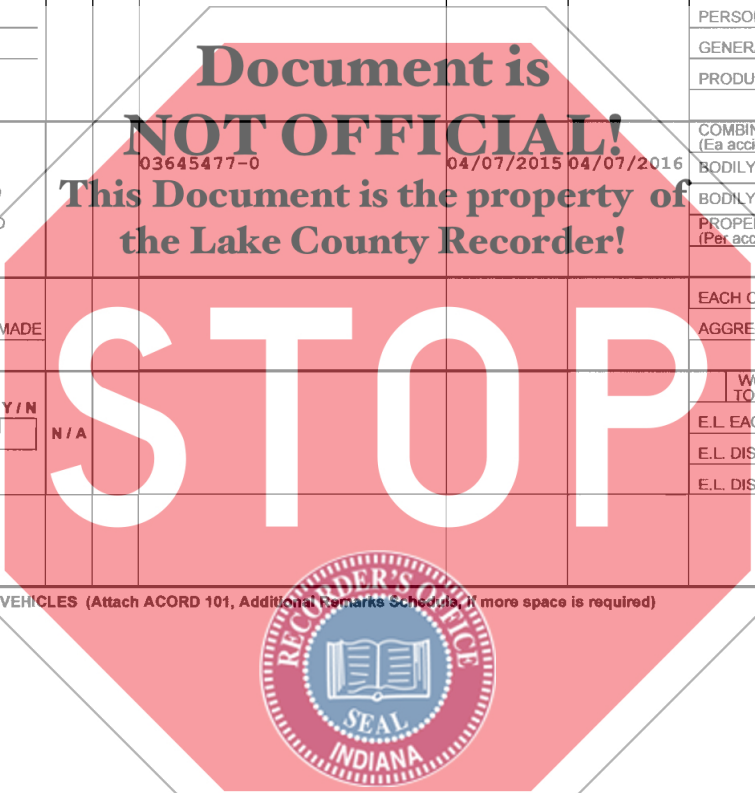 PERSO
GENER
PRODU
Document is
NOT OFFICIAL!
COMBIN
(Ea acci
03645477-0 04/07/2015 04/07/2016
BODILY
This Document is the property of
BODILY
PROPE
(Per acc
the Lake County Recorder!
EACH O
MADE
AGGRE
STOP
Y / N
N / A
W
TO
E.L. EAC
E.L. DIS
E.L. DIS
VEHICLES (Attach ACORD 101, Additional Remarks Schedule, if more space is required)
RECORDER'S OFFICE
SEAL
INDIANA